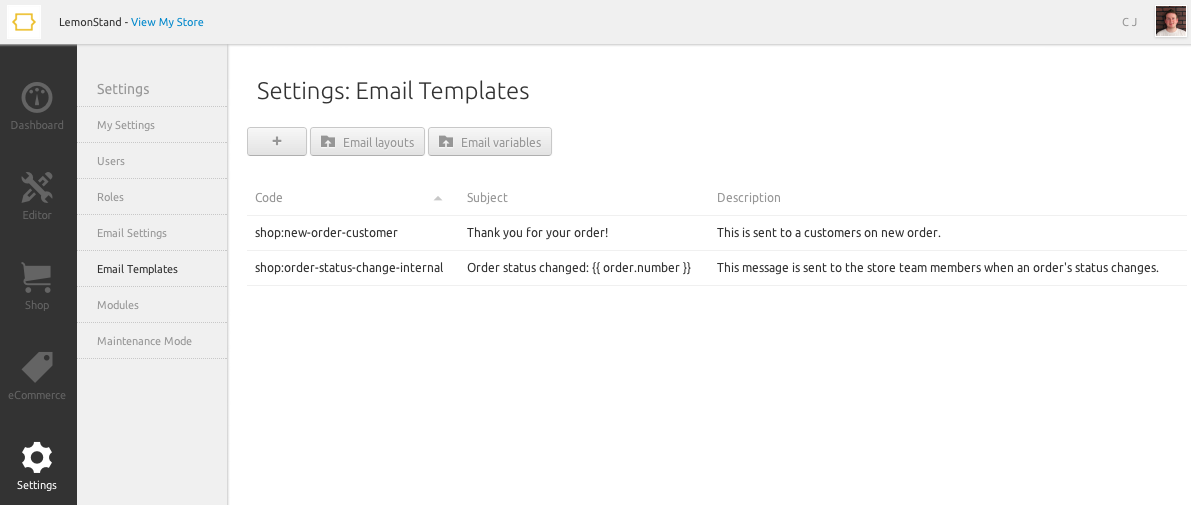 LemonStand - View My Store
C J
Dashboard
Editor
Shop
eCommerce
Settings
Settings
My Settings
Users
Roles
Email Settings
Email Templates
Modules
Maintenance Mode
Settings: Email Templates
+ Email layouts Email variables
Code Subject Description
shop:new-order-customer Thank you for your order! This is sent to a customers on new order.
shop:order-status-change-internal Order status changed: {{ order.number }} This message is sent to the store team members when an order's status changes.